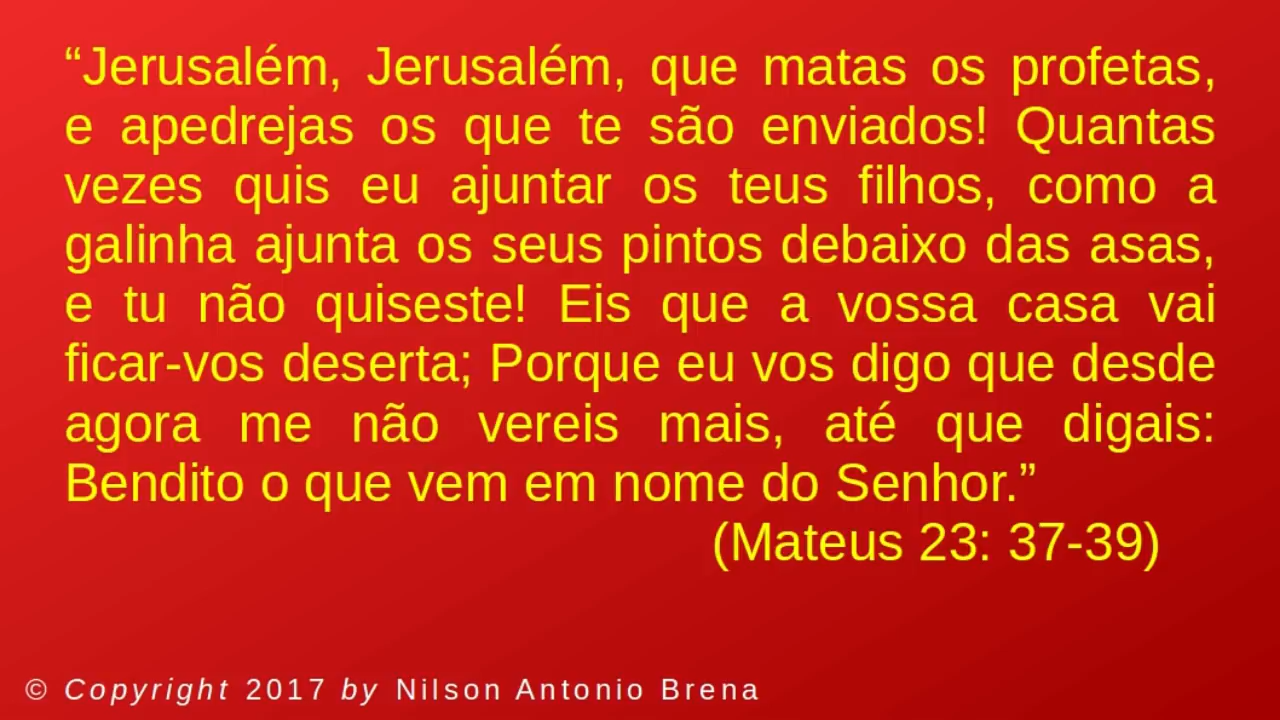 “Jerusalém, Jerusalém, que matas os profetas,
e apedrejas os que te são enviados! Quantas
vezes quis eu ajuntar os teus filhos, como a
galinha ajunta os seus pintos debaixo das asas,
e tu não quiseste! Eis que a vossa casa vai
ficar-vos deserta; Porque eu vos digo que desde
agora me não vereis mais, até que digais:
Bendito o que vem em nome do Senhor.”
(Mateus 23: 37-39)
© Copyright 2017 by Nilson Antonio Brena